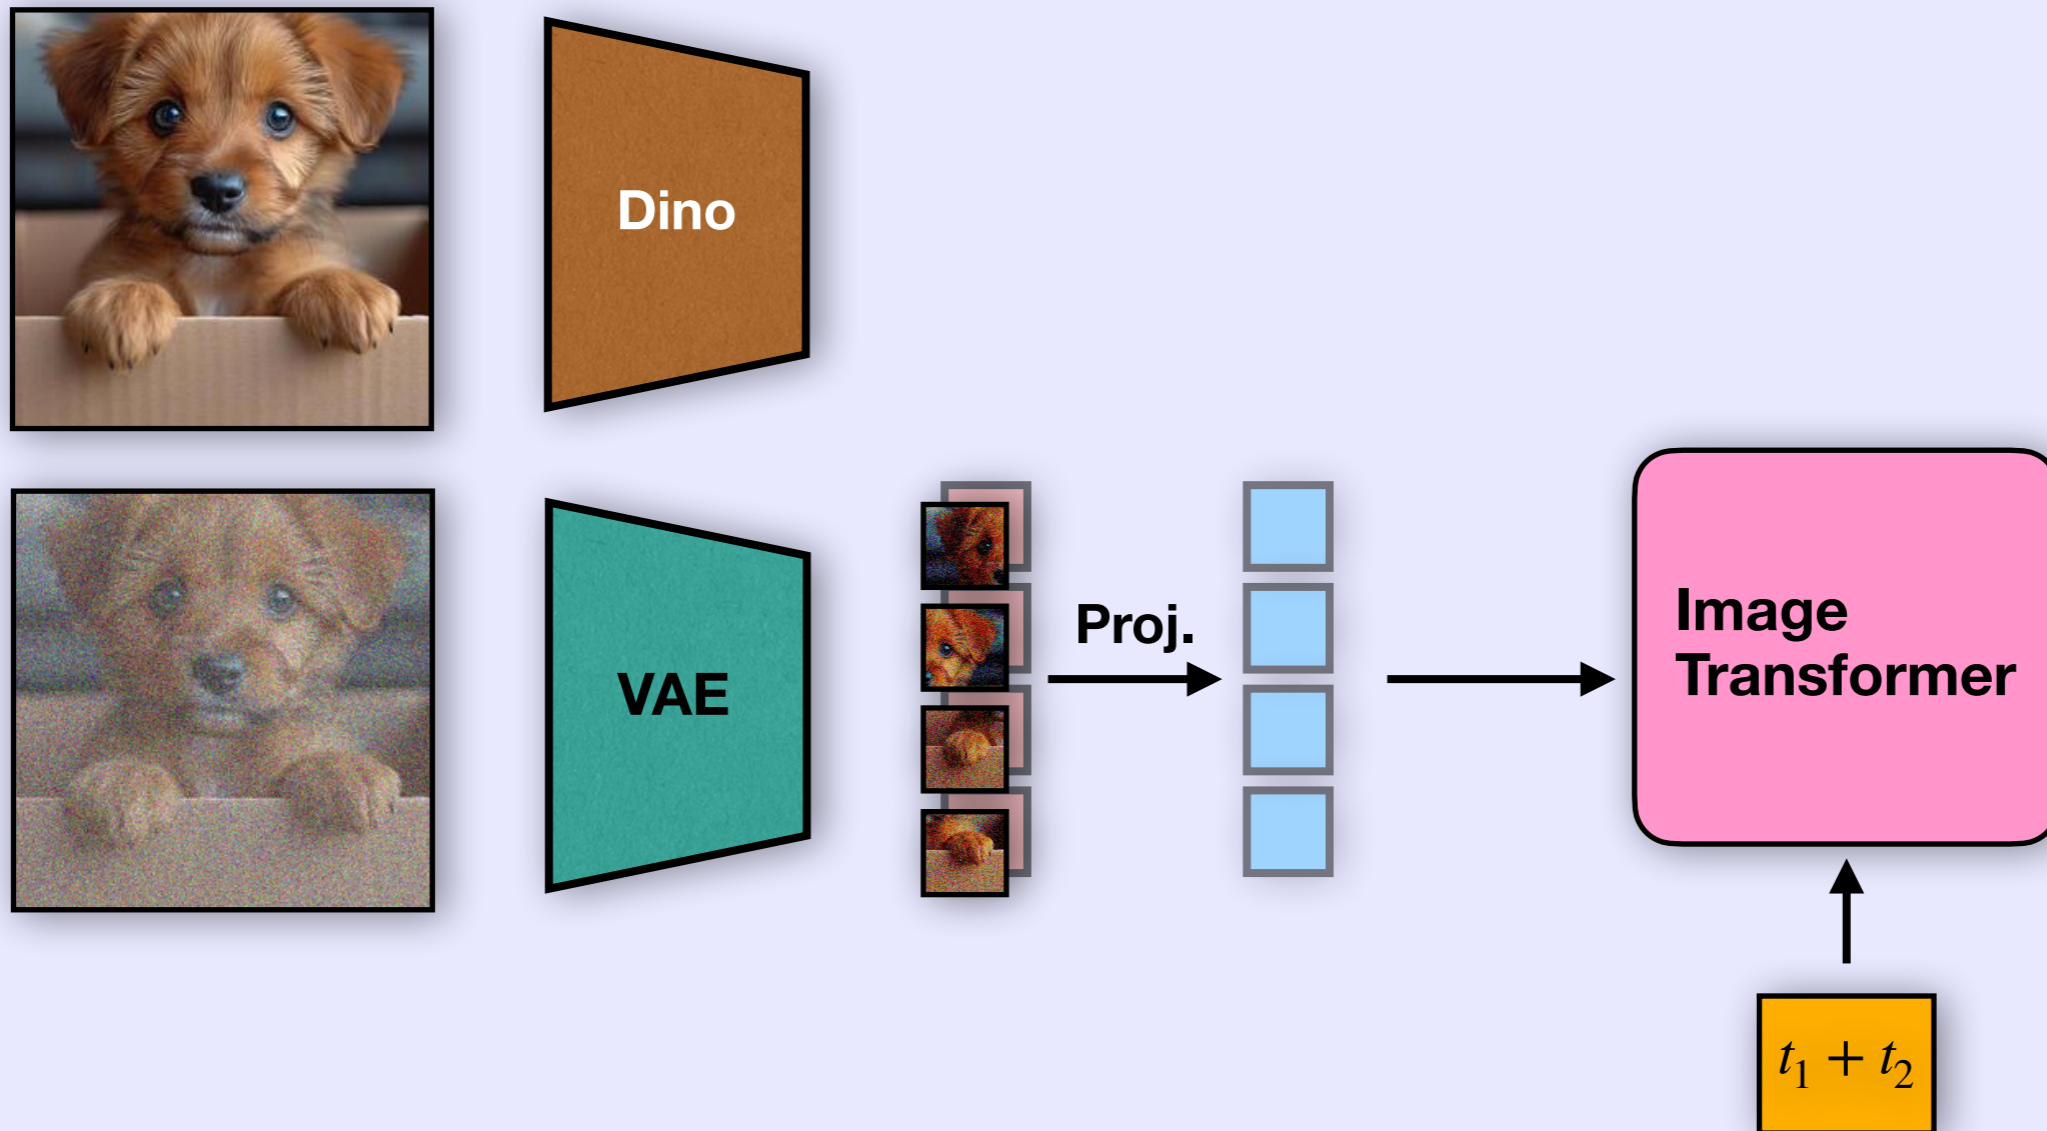 Dino
VAE
Proj.
Image
Transformer
t₁ + t₂